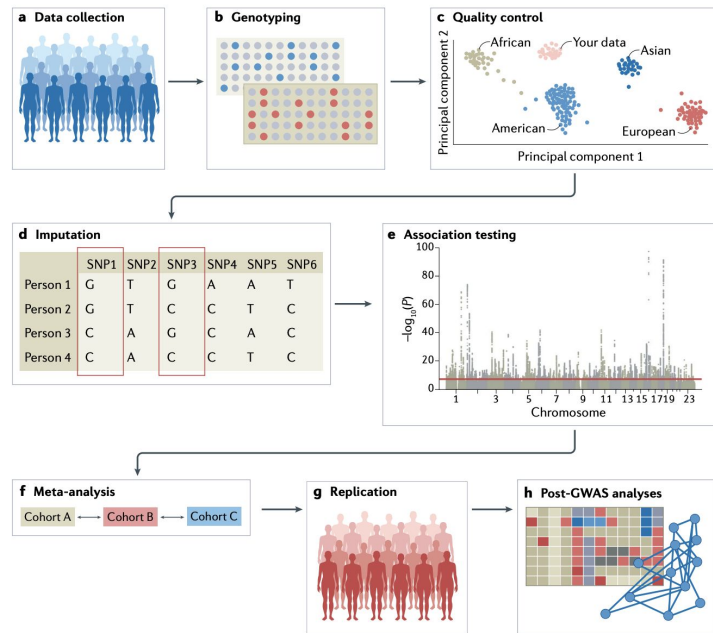 a Data collection
b Genotyping
c Quality control
Principal component 2
African
Your data
Asian
American
European
Principal component 1
d Imputation
SNP1 SNP2 SNP3 SNP4 SNP5 SNP6
Person 1 G T G A A T
Person 2 G T C C T C
Person 3 C A G C A C
Person 4 C A C C T C
e Association testing
–log10(P)
100
80
60
40
20
0
1 3 5 7 9 11 13 15 17 19 23
Chromosome
f Meta-analysis
Cohort A Cohort B Cohort C
g Replication
h Post-GWAS analyses